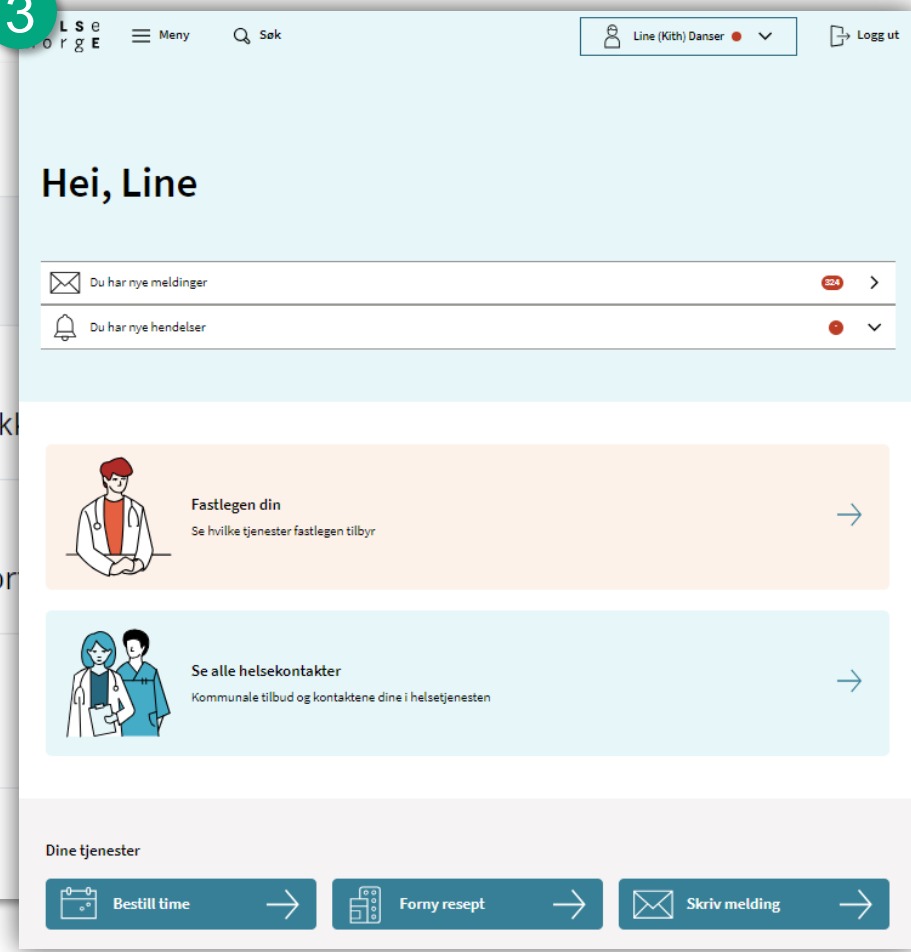 3
L S e
o r g E
Meny
Søk
Line (Kith) Danser
Logg ut
Hei, Line
Du har nye meldinger
324
Du har nye hendelser
Fastlegen din
Se hvilke tjenester fastlegen tilbyr
Se alle helsekontakter
Kommunale tilbud og kontaktene dine i helsetjenesten
Dine tjenester
Bestill time
Forny resept
Skriv melding